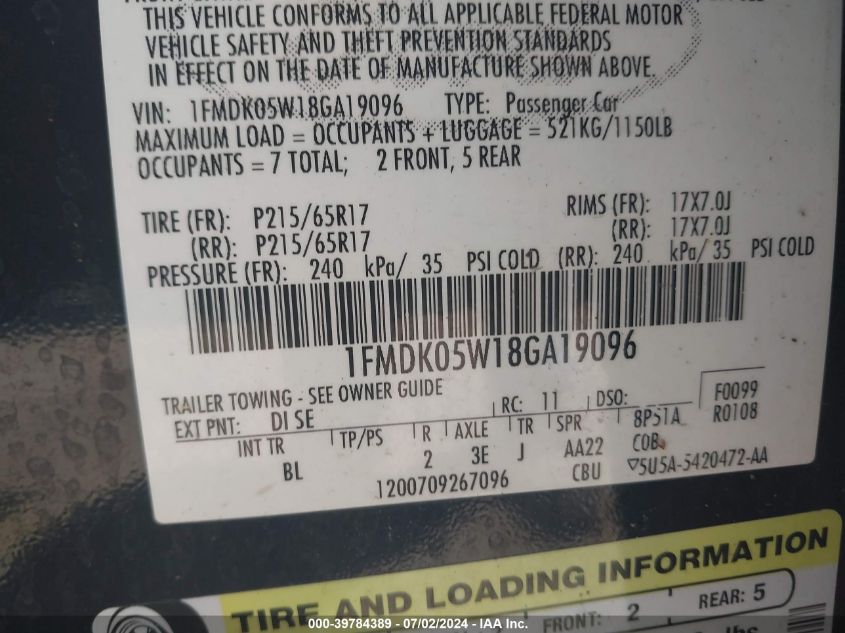 THIS VEHICLE CONFORMS TO ALL APPLICABLE FEDERAL MOTOR
VEHICLE SAFETY AND THEFT PREVENTION STANDARDS
IN EFFECT ON THE DATE OF MANUFACTURE SHOWN ABOVE.
VIN: 1FMDK05W18GA19096 TYPE: Passenger Car
MAXIMUM LOAD = OCCUPANTS + LUGGAGE = 521KG/1150LB
OCCUPANTS = 7 TOTAL; 2 FRONT, 5 REAR
TIRE (FR): P215/65R17 RIMS (FR): 17X7.0J
(RR): P215/65R17 (RR): 17X7.0J
PRESSURE (FR): 240 kPa/ 35 PSI COLD (RR): 240 kPa/ 35 PSI COLD
1FMDK05W18GA19096
TRAILER TOWING - SEE OWNER GUIDE
EXT PNT: DI SE RC: 11 DSO: F0099
R0108
INT TR TP/PS R AXLE TR SPR 8P51A
BL 2 3E J AA22 COB
1200709267096 CBU ▽5U5A-5420472-AA
TIRE AND LOADING INFORMATION
FRONT: 2 REAR: 5
lbs
000-39784389 - 07/02/2024 - IAA Inc.